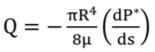 Q = − πR⁴/8μ (dP*/ds)